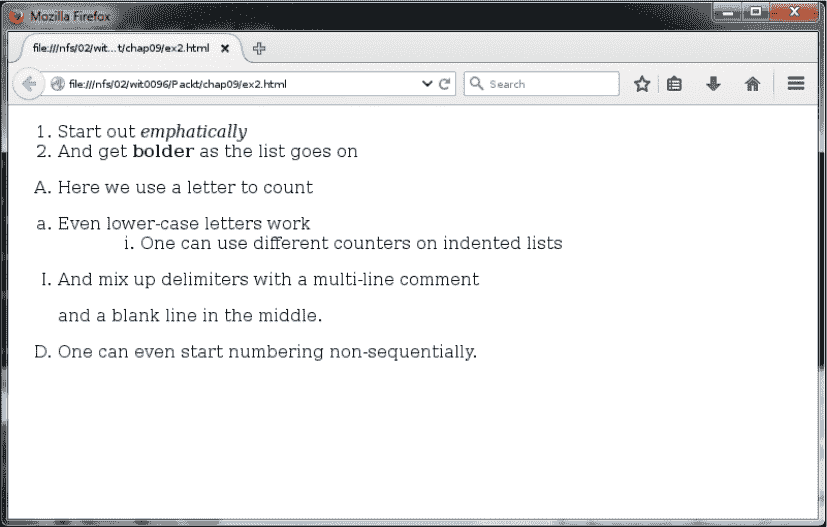 Mozilla Firefox
file:///nfs/02/wit...t/chap09/ex2.html
file:///nfs/02/wit0096/Packt/chap09/ex2.html
Search
1. Start out emphatically
2. And get bolder as the list goes on
A. Here we use a letter to count
a. Even lower-case letters work
i. One can use different counters on indented lists
I. And mix up delimiters with a multi-line comment
and a blank line in the middle.
D. One can even start numbering non-sequentially.